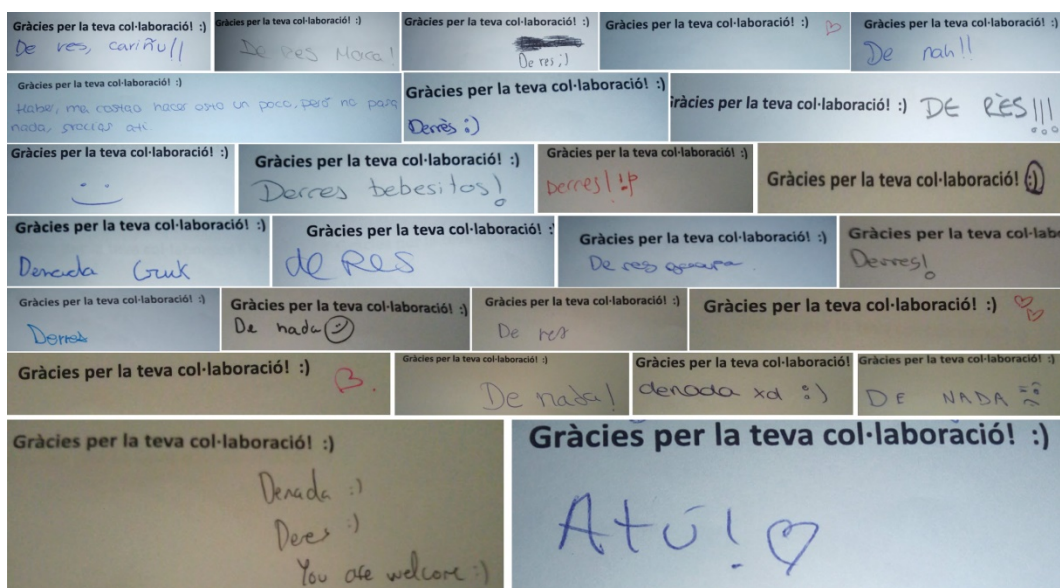 Gràcies per la teva col·laboració! :)
De res, cariñu!!
Gràcies per la teva col·laboració! :)
De res Marca!
Gràcies per la teva col·laboració! :)
De res ;)
Gràcies per la teva col·laboració! :)
Gràcies per la teva col·laboració! :)
De nah!!
Gràcies per la teva col·laboració! :)
Haber, ma costao hacer esto un poco, pero no pasa
nada, gracias ati
Gràcies per la teva col·laboració! :)
Derrès :)
Gràcies per la teva col·laboració! :)
DE RÈS!!!
Gràcies per la teva col·laboració! :)
Gràcies per la teva col·laboració! :)
Derres bebesitos!
Gràcies per la teva col·laboració! :)
Derres! :p
Gràcies per la teva col·laboració! :)
Gràcies per la teva col·laboració! :)
Denada
Gràcies per la teva col·laboració! :
de Res
Gràcies per la teva col·laboració! :)
De res guapa.
Gràcies per la teva col·lab
Derres!
Gràcies per la teva col·laboració! :)
Derres
Gràcies per la teva col·laboració! :)
De nada :)
Gràcies per la teva col·laboració! :)
De res
Gràcies per la teva col·laboració! :)
Gràcies per la teva col·laboració! :)
Gràcies per la teva col·laboració! :)
De nada!
Gràcies per la teva col·laboració!
denada xd :)
Gràcies per la teva col·laboració! :)
DE NADA
Gràcies per la teva col·laboració! :)
Denada :)
Deres :)
You are welcome :)
Gràcies per la teva col·laboració! :)
A tú!